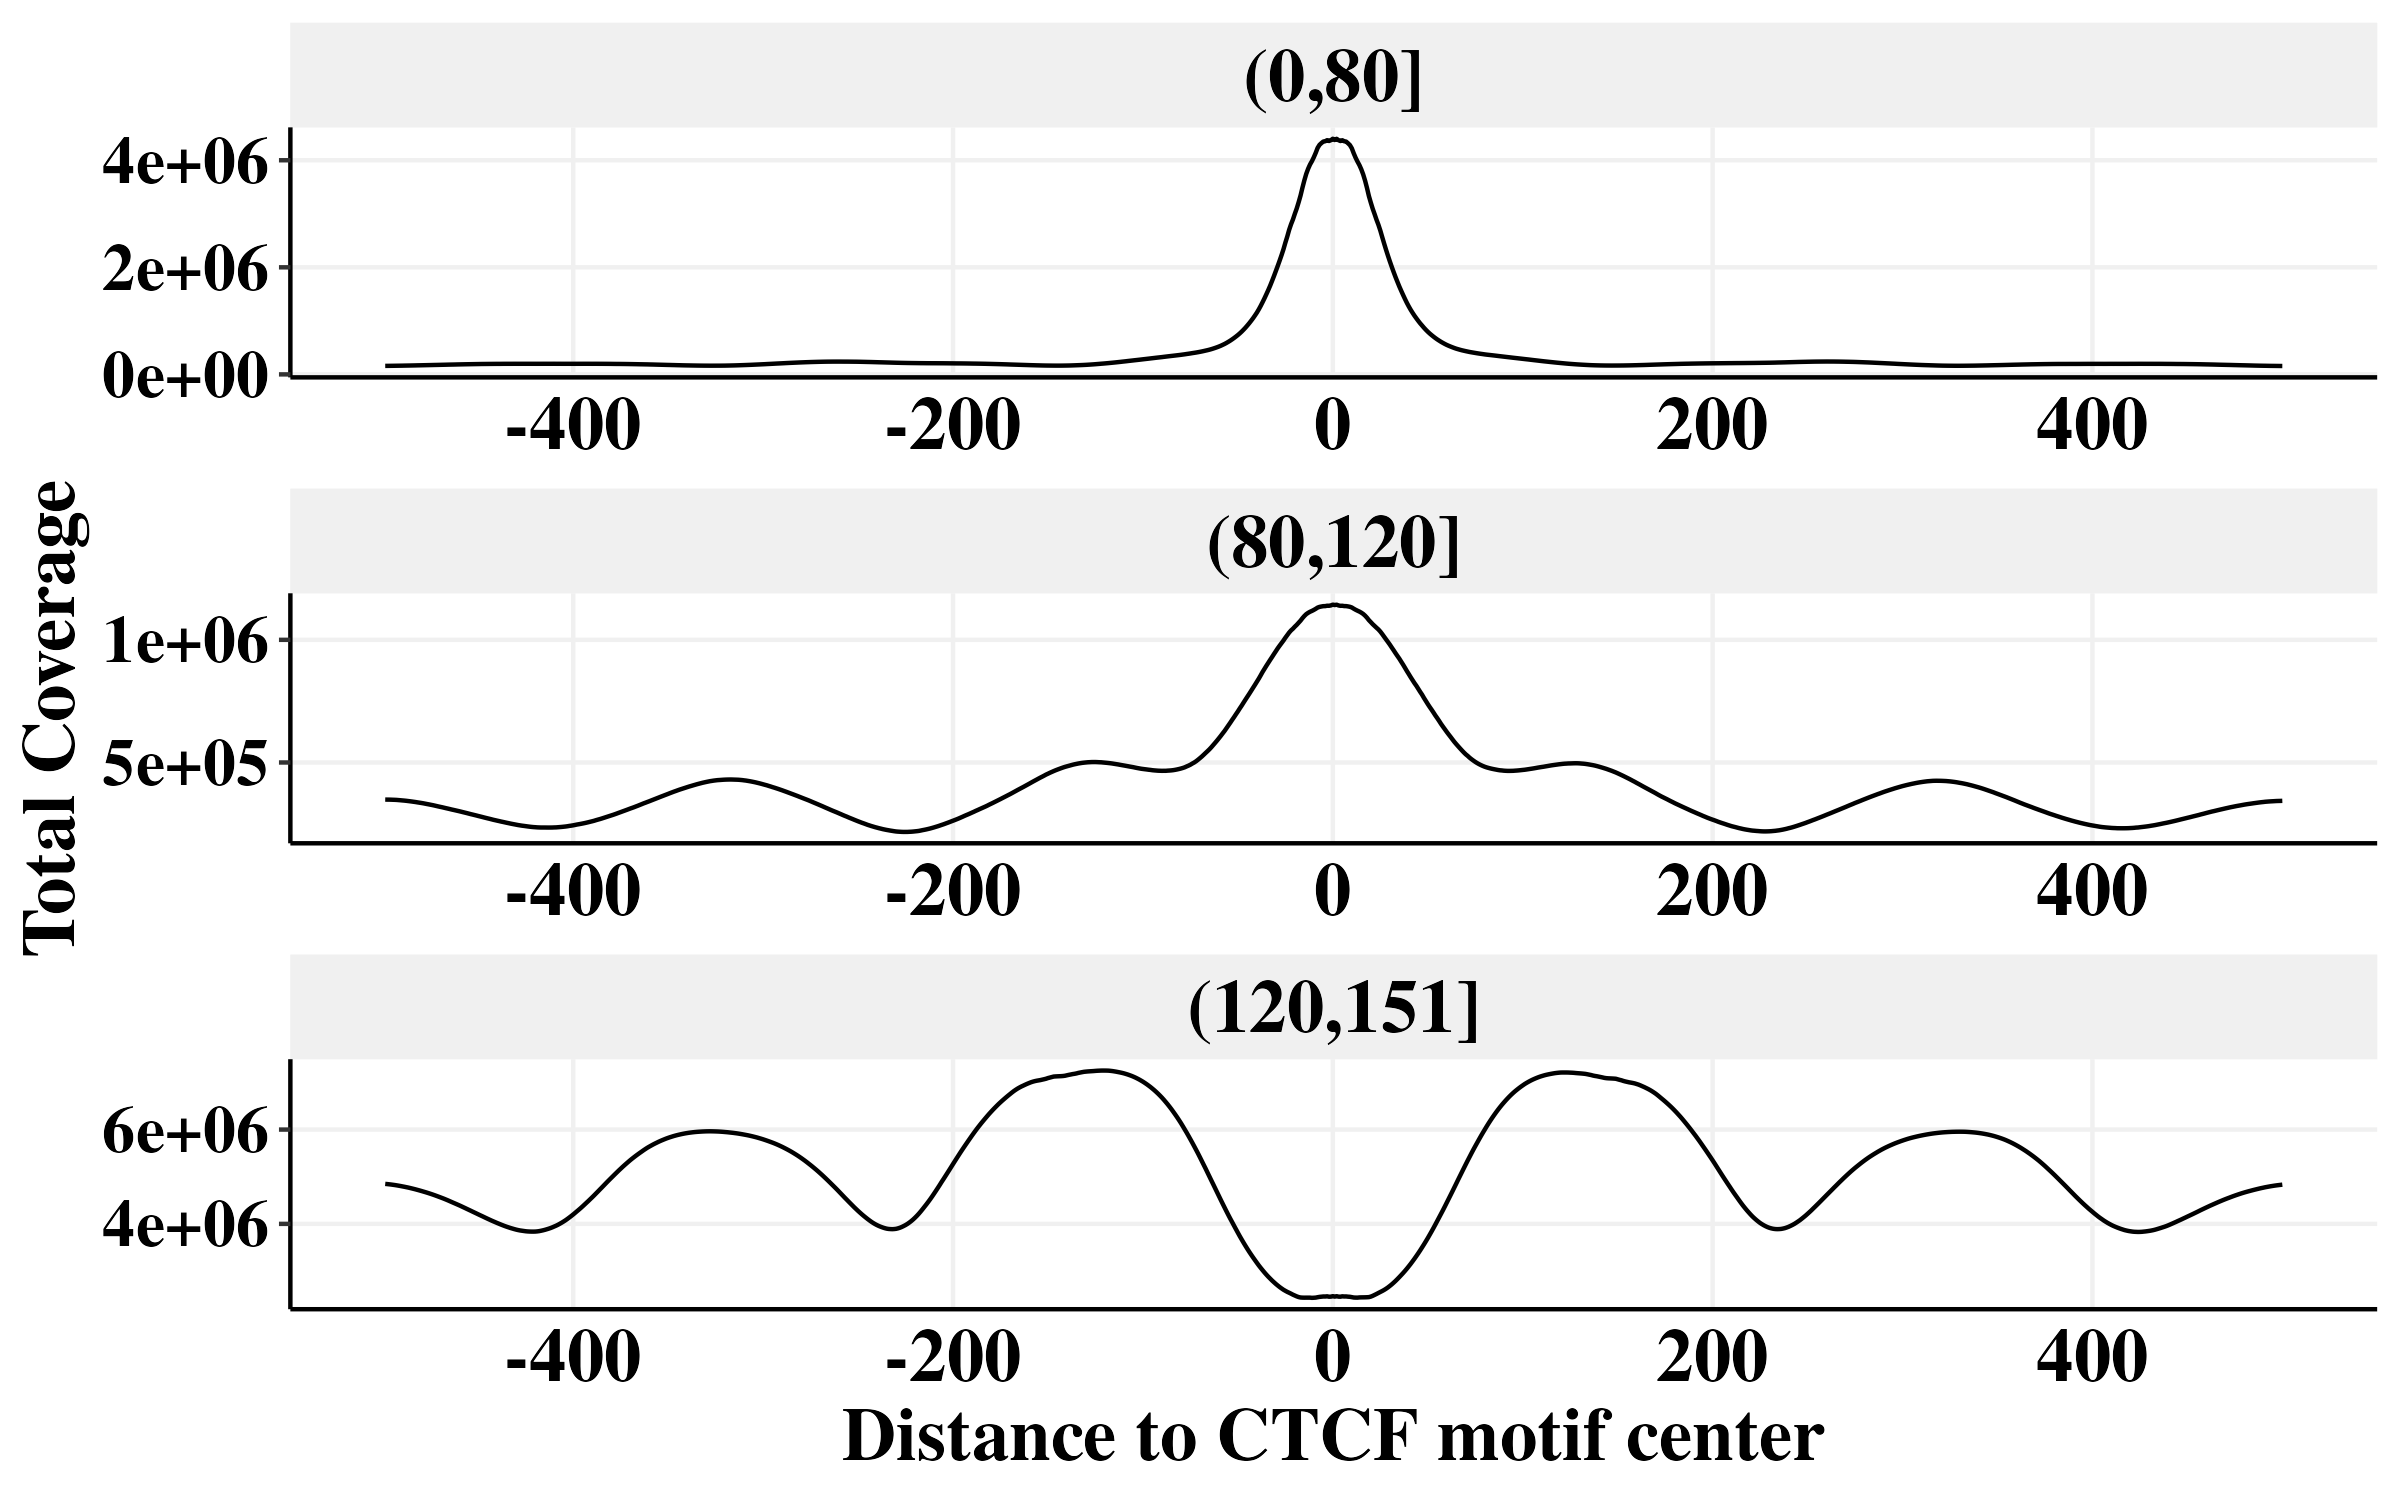 (0,80]
4e+06
2e+06
0e+00
-400 -200 0 200 400
Total Coverage
(80,120]
1e+06
5e+05
-400 -200 0 200 400
(120,151]
6e+06
4e+06
-400 -200 0 200 400
Distance to CTCF motif center